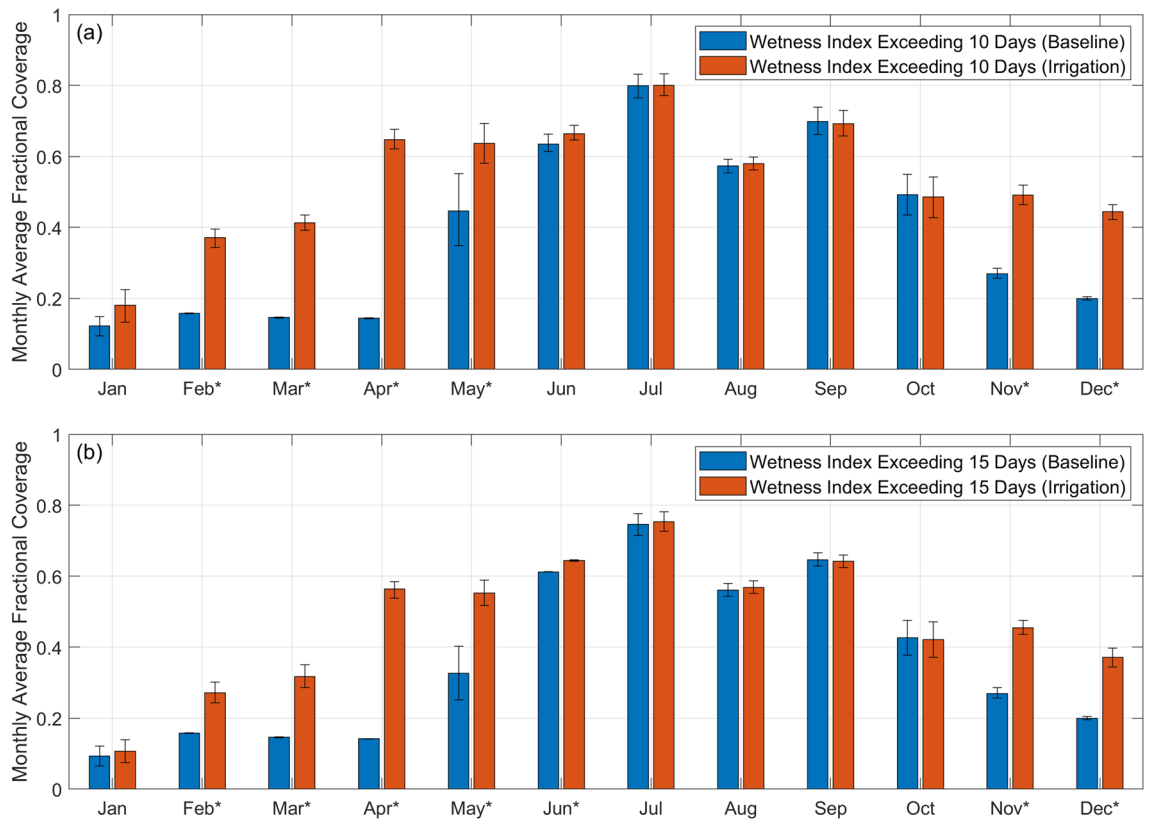 (a)
Wetness Index Exceeding 10 Days (Baseline)
Wetness Index Exceeding 10 Days (Irrigation)
Monthly Average Fractional Coverage
1
0.8
0.6
0.4
0.2
0
Jan Feb* Mar* Apr* May* Jun Jul Aug Sep Oct Nov* Dec*
(b)
Wetness Index Exceeding 15 Days (Baseline)
Wetness Index Exceeding 15 Days (Irrigation)
Monthly Average Fractional Coverage
1
0.8
0.6
0.4
0.2
0
Jan Feb* Mar* Apr* May* Jun* Jul Aug Sep Oct Nov* Dec*